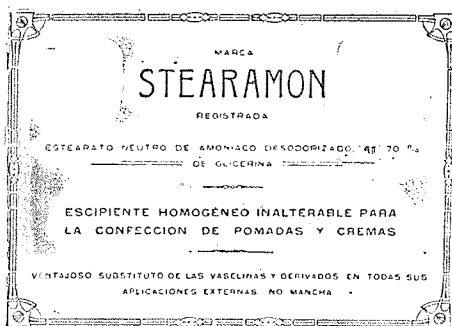 MARCA
STEARAMON
REGISTRADA
ESTEARATO NEUTRO DE AMONIACO DESODORIZADO, 70 %
DE GLICERINA
ESCIPIENTE HOMOGÉNEO INALTERABLE PARA
LA CONFECCION DE POMADAS Y CREMAS
VENTAJOSO SUBSTITUTO DE LAS VASELINAS Y DERIVADOS EN TODAS SUS
APLICACIONES EXTERNAS NO MANCHA